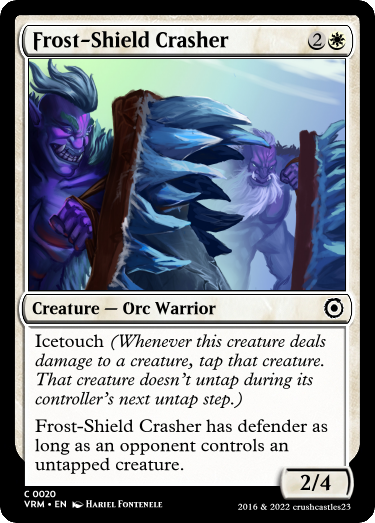 Frost-Shield Crasher 2
Creature — Orc Warrior
Icetouch (Whenever this creature deals
damage to a creature, tap that creature.
That creature doesn't untap during its
controller's next untap step.)
Frost-Shield Crasher has defender as
long as an opponent controls an
untapped creature.
2/4
C 0020
VRM • EN Hariel Fontenele
2016 & 2022 crushcastles23